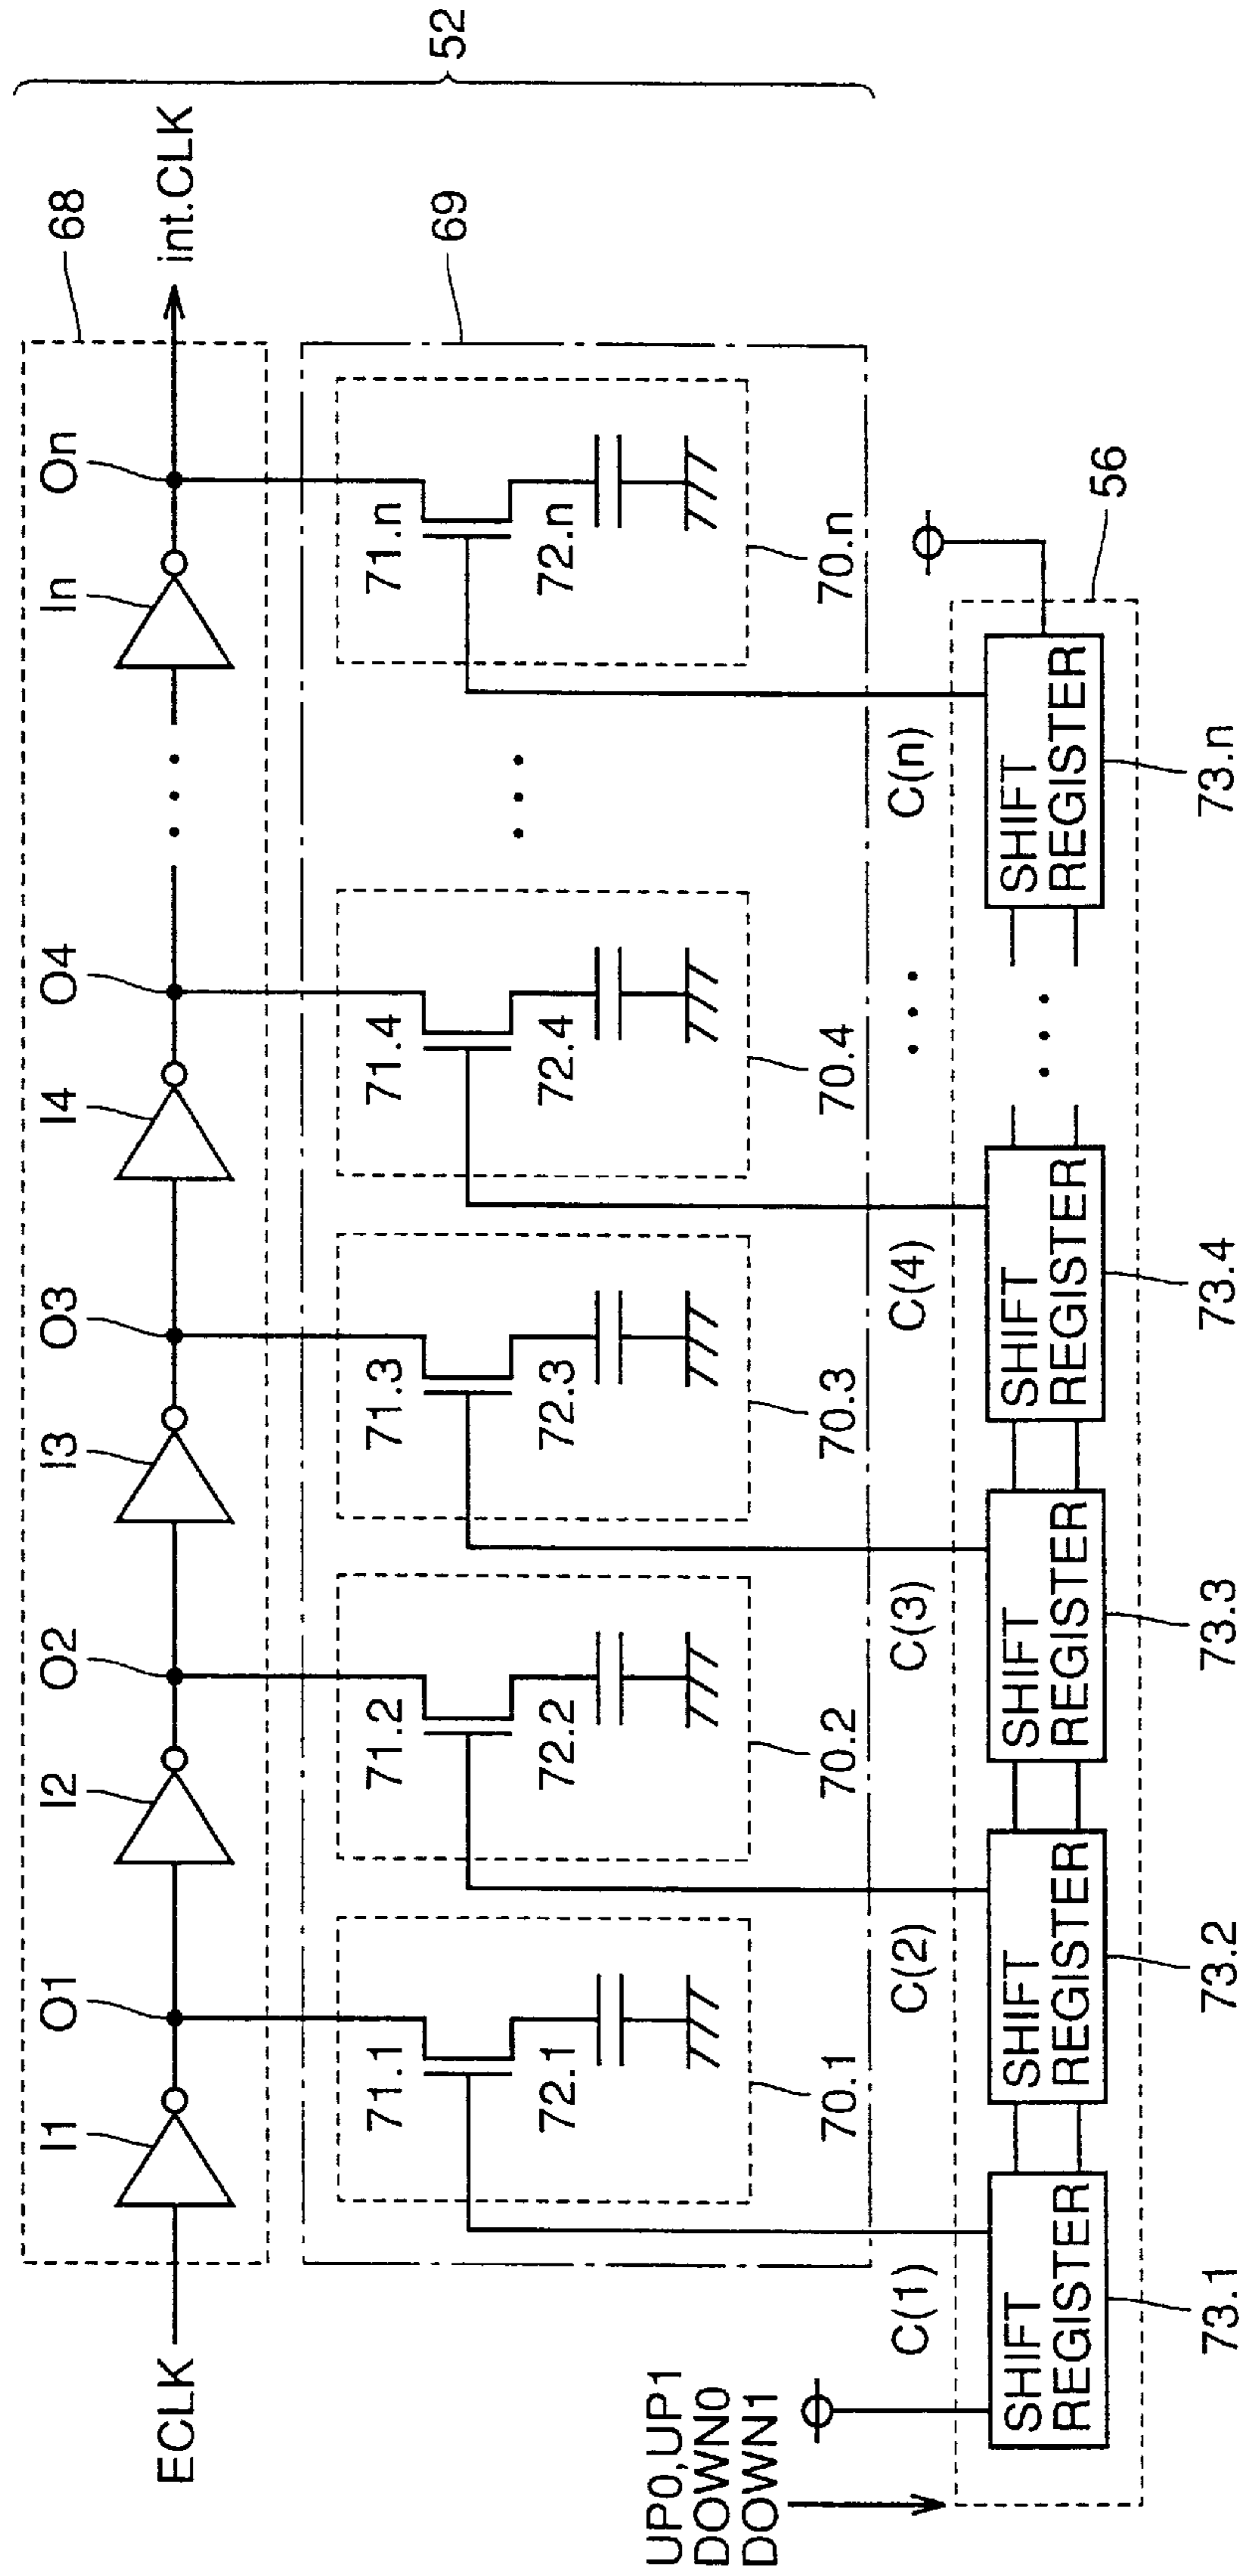 52
68
69
I1
O1
I2
O2
I3
O3
I4
O4
In
On
ECLK
int.CLK
71.1
71.2
71.3
71.4
71.n
72.1
72.2
72.3
72.4
72.n
70.1
70.2
70.3
70.4
70.n
UP0,UP1
DOWN0
DOWN1
C(1)
C(2)
C(3)
C(4)
C(n)
56
SHIFT
REGISTER
SHIFT
REGISTER
SHIFT
REGISTER
SHIFT
REGISTER
SHIFT
REGISTER
73.1
73.2
73.3
73.4
73.n